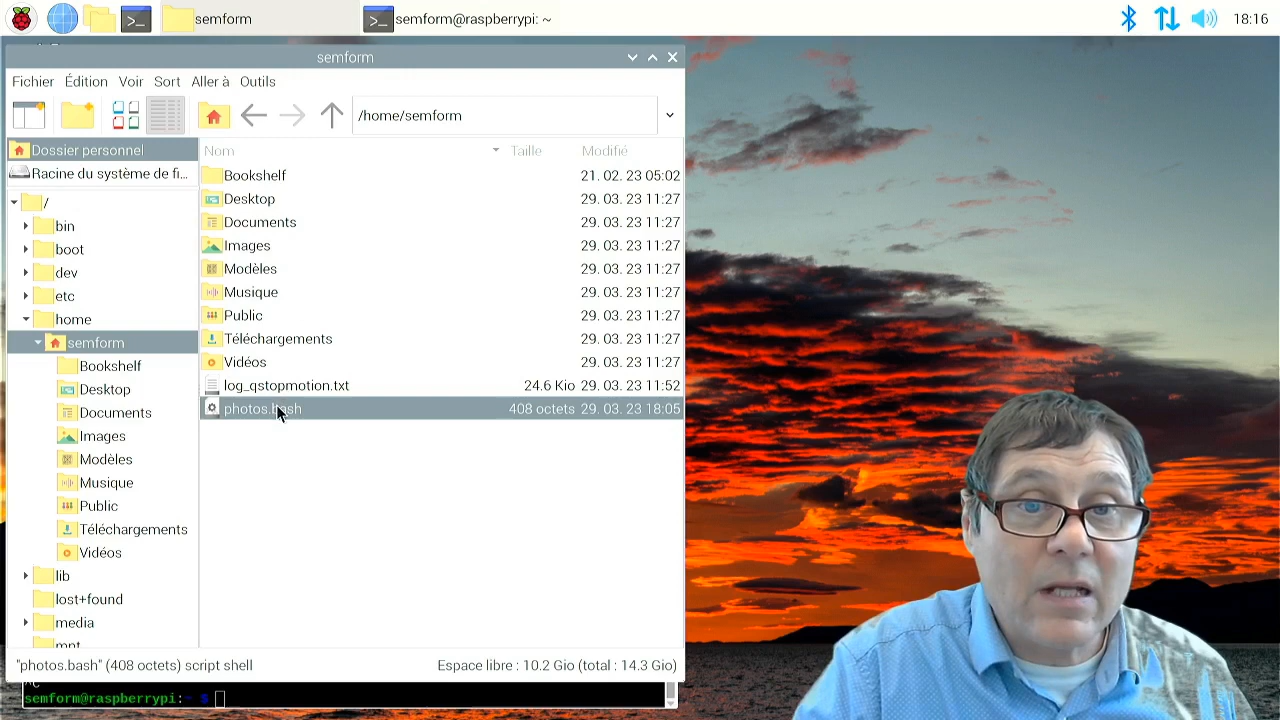 semform
semform@raspberrypi: ~
18:16
semform
Fichier Édition Voir Sort Aller à Outils
/home/semform
Dossier personnel
Racine du système de fi...
/
bin
boot
dev
etc
home
semform
Bookshelf
Desktop
Documents
Images
Modèles
Musique
Public
Téléchargements
Vidéos
lib
lost+found
media
mnt
Nom Taille Modifié
Bookshelf 21. 02. 23 05:02
Desktop 29. 03. 23 11:27
Documents 29. 03. 23 11:27
Images 29. 03. 23 11:27
Modèles 29. 03. 23 11:27
Musique 29. 03. 23 11:27
Public 29. 03. 23 11:27
Téléchargements 29. 03. 23 11:27
Vidéos 29. 03. 23 11:27
log_qstopmotion.txt 24.6 Kio 29. 03. 23 11:52
photos.bash 408 octets 29. 03. 23 18:05
"photos.bash" (408 octets) script shell Espace libre : 10.2 Gio (total : 14.3 Gio)
^C
semform@raspberrypi:~ $